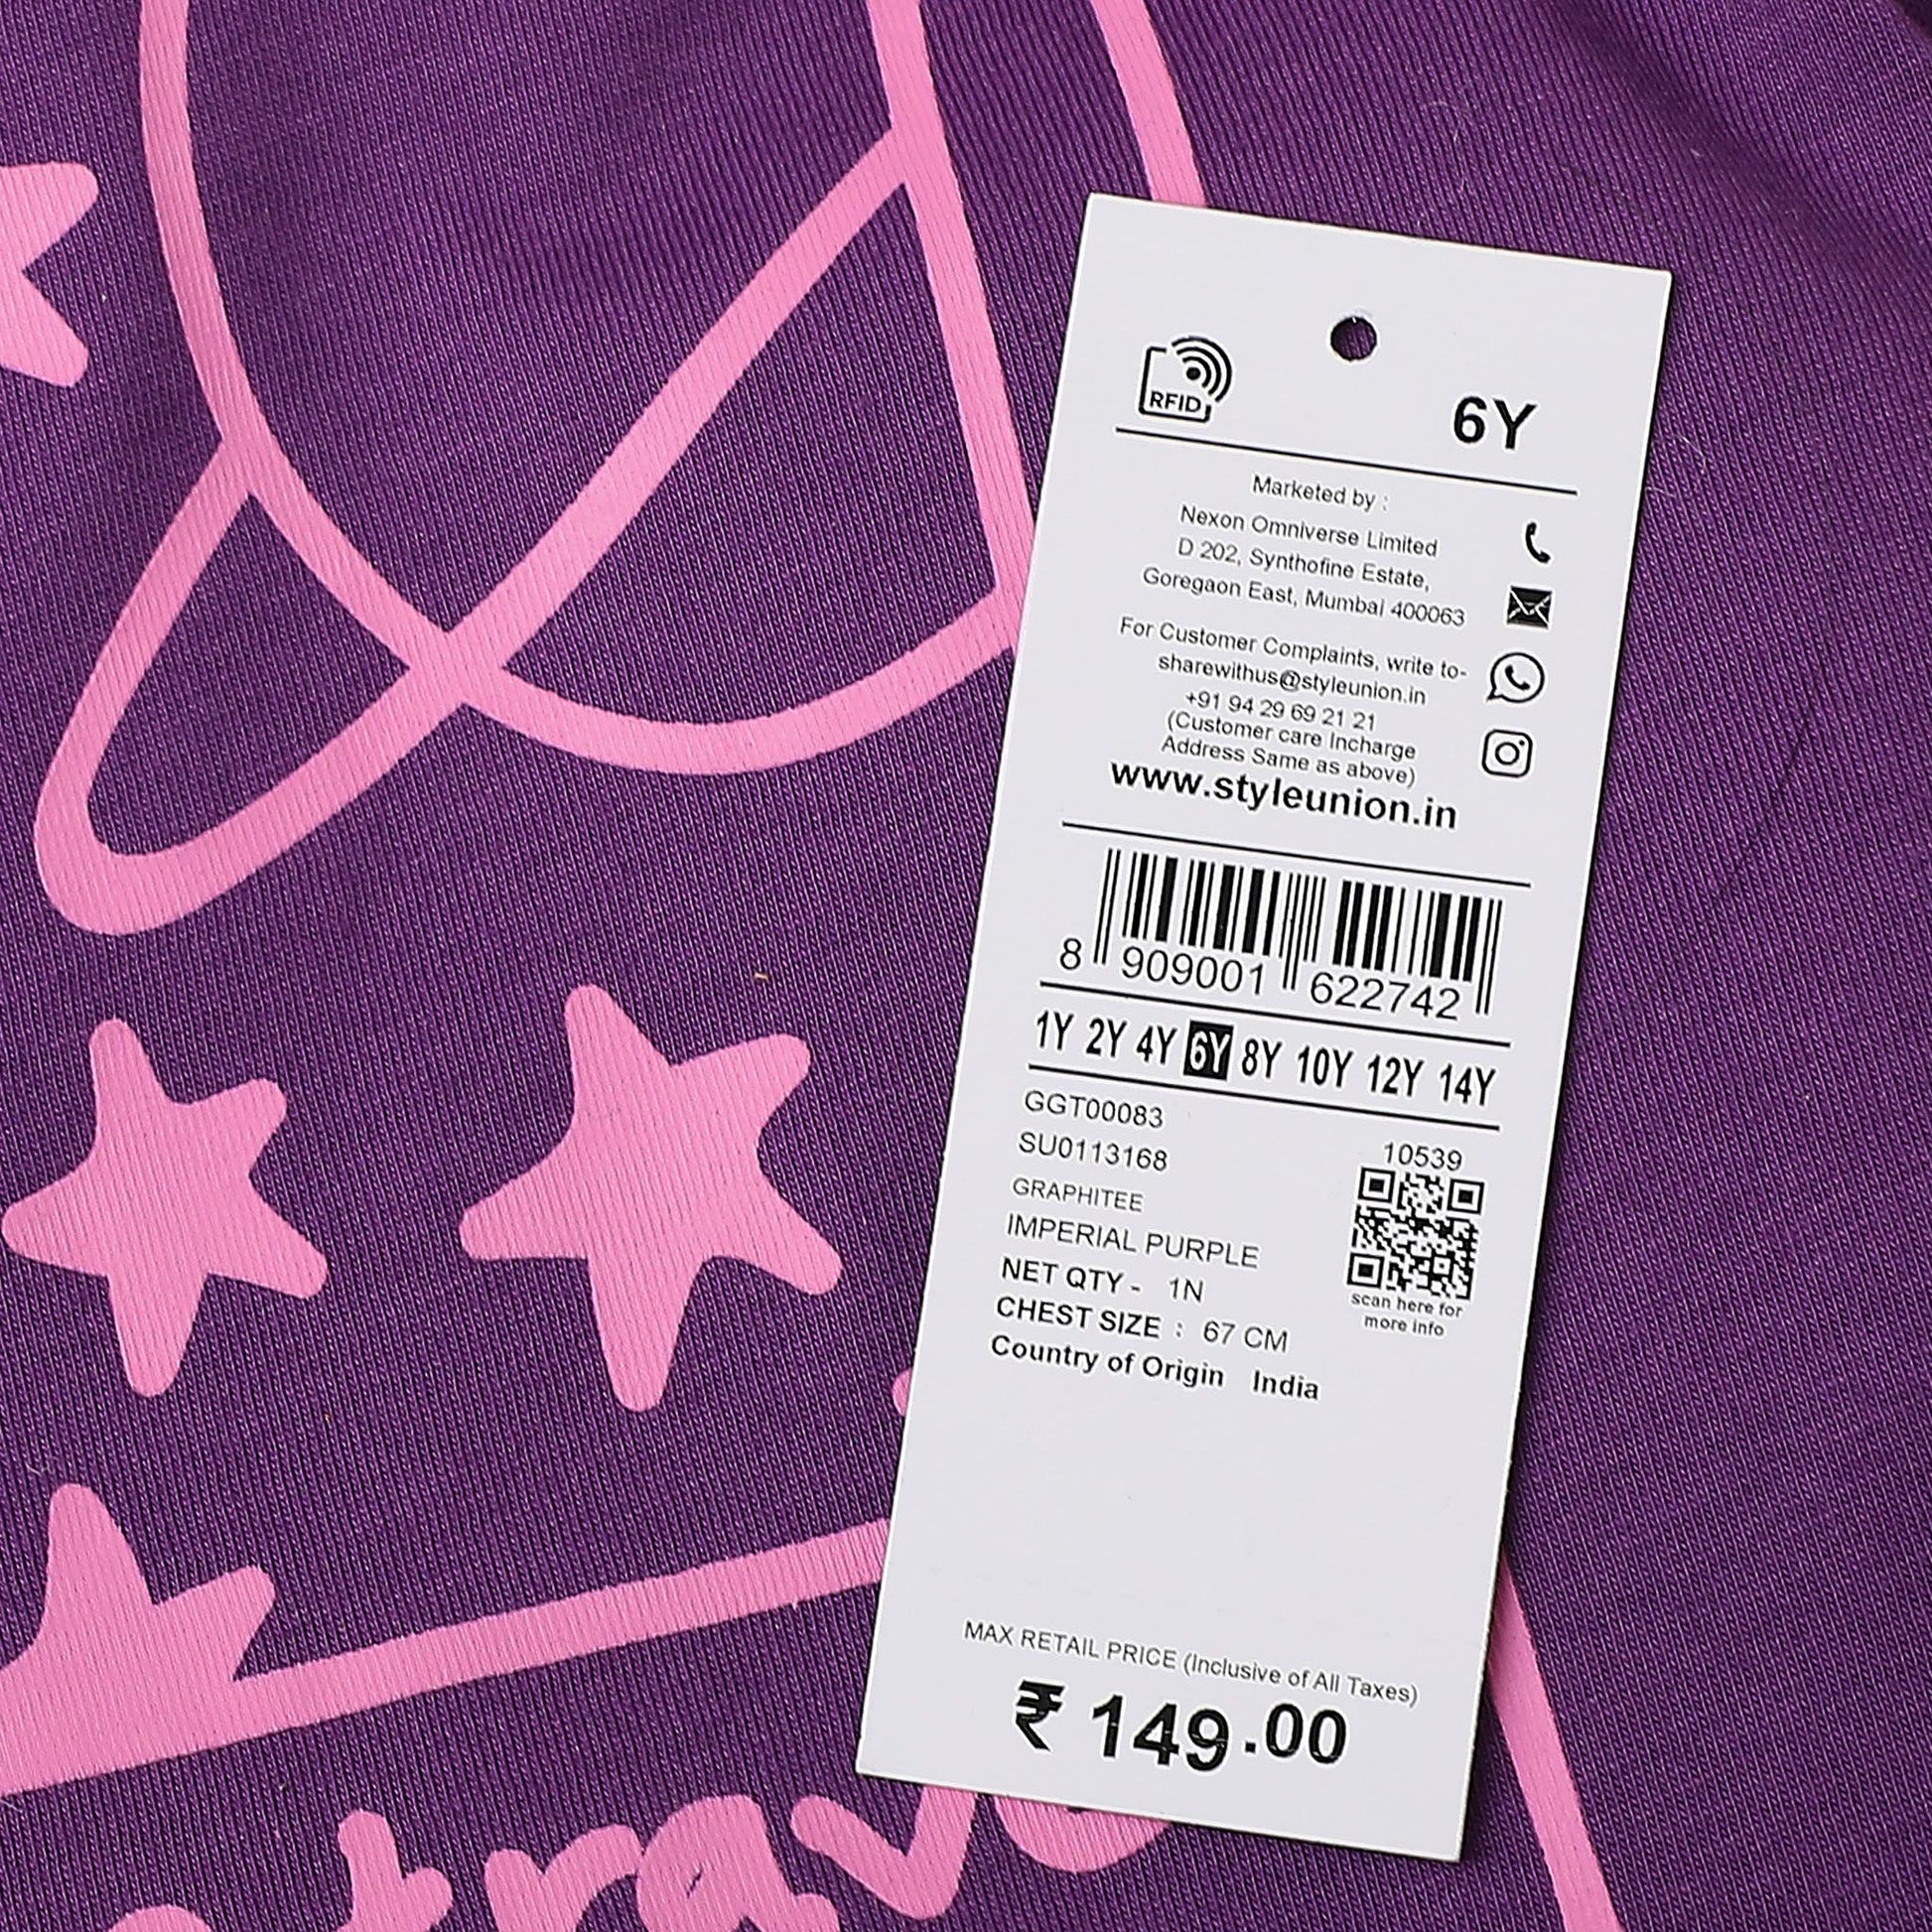 RFID
6Y
Marketed by :
Nexon Omniverse Limited
D 202, Synthofine Estate,
Goregaon East, Mumbai 400063
For Customer Complaints, write to-
sharewithus@styleunion.in
+91 94 29 69 21 21
(Customer care Incharge
Address Same as above)
www.styleunion.in
8 909001 622742
1Y 2Y 4Y 6Y 8Y 10Y 12Y 14Y
GGT00083
SU0113168
10539
GRAPHITEE
IMPERIAL PURPLE
NET QTY - 1N
CHEST SIZE : 67 CM
scan here for
more info
Country of Origin India
MAX RETAIL PRICE (Inclusive of All Taxes)
₹ 149.00